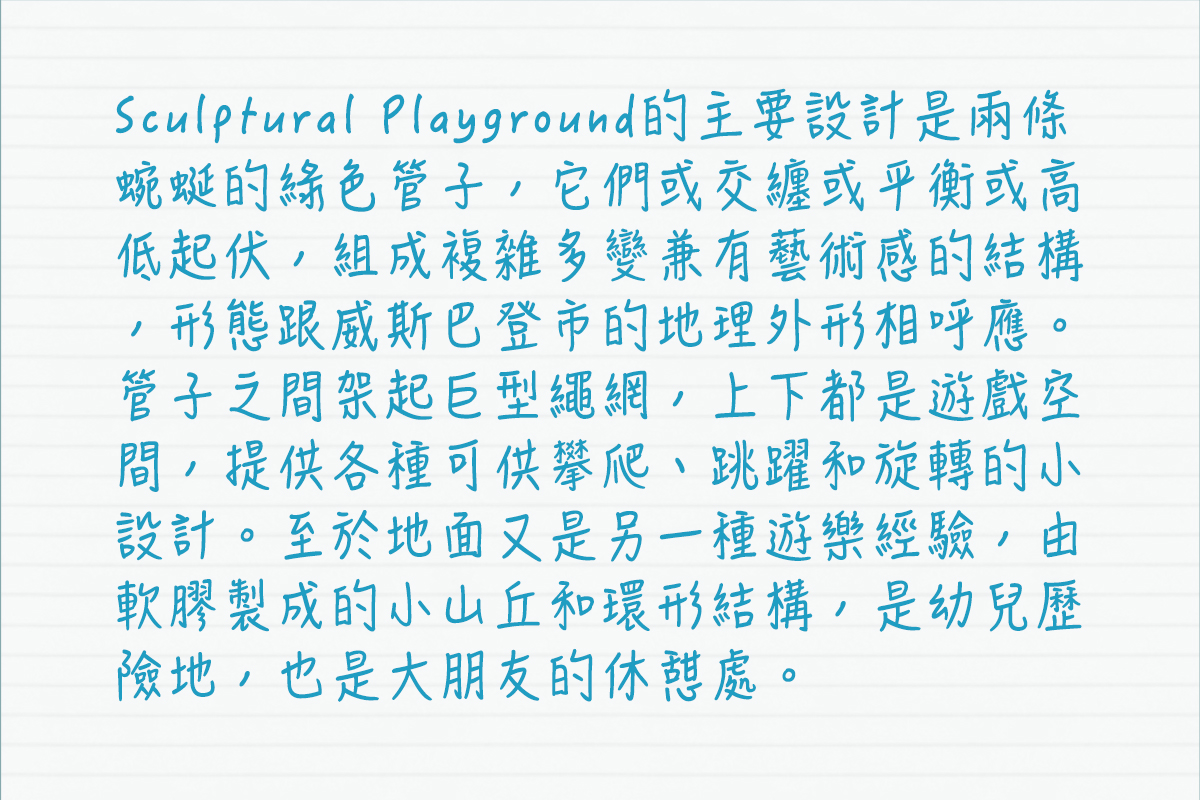 Sculptural Playground的主要設計是兩條
蜿蜒的綠色管子，它們或交纏或平衡或高
低起伏，組成複雜多變兼有藝術感的結構
，形態跟威斯巴登市的地理外形相呼應。
管子之間架起巨型繩網，上下都是遊戲空
間，提供各種可供攀爬、跳躍和旋轉的小
設計。至於地面又是另一種遊樂經驗，由
軟膠製成的小山丘和環形結構，是幼兒歷
險地，也是大朋友的休憩處。